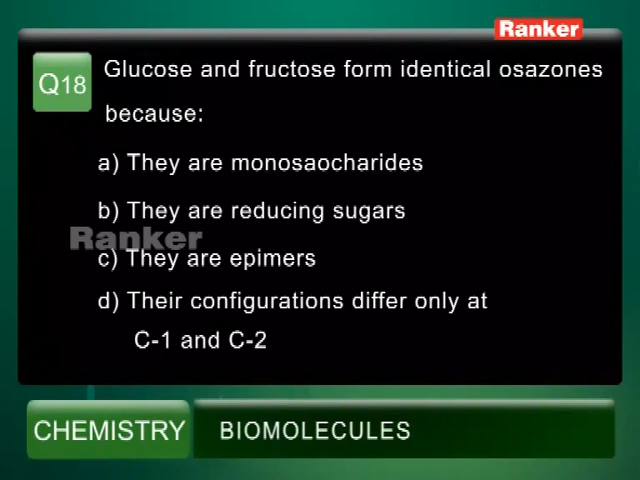 Ranker
Q18
Glucose and fructose form identical osazones
because:
a) They are monosaocharides
b) They are reducing sugars
Ranker
c) They are epimers
d) Their configurations differ only at
C-1 and C-2
CHEMISTRY
BIOMOLECULES